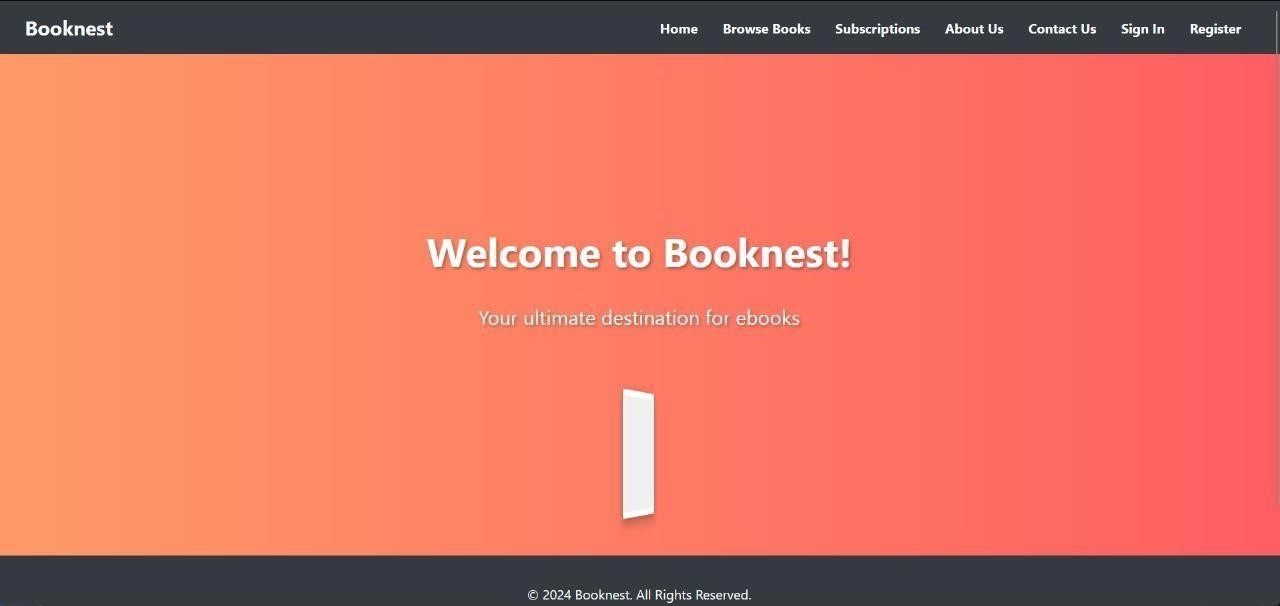 Booknest
Home Browse Books Subscriptions About Us Contact Us Sign In Register
Welcome to Booknest!
Your ultimate destination for ebooks
© 2024 Booknest. All Rights Reserved.